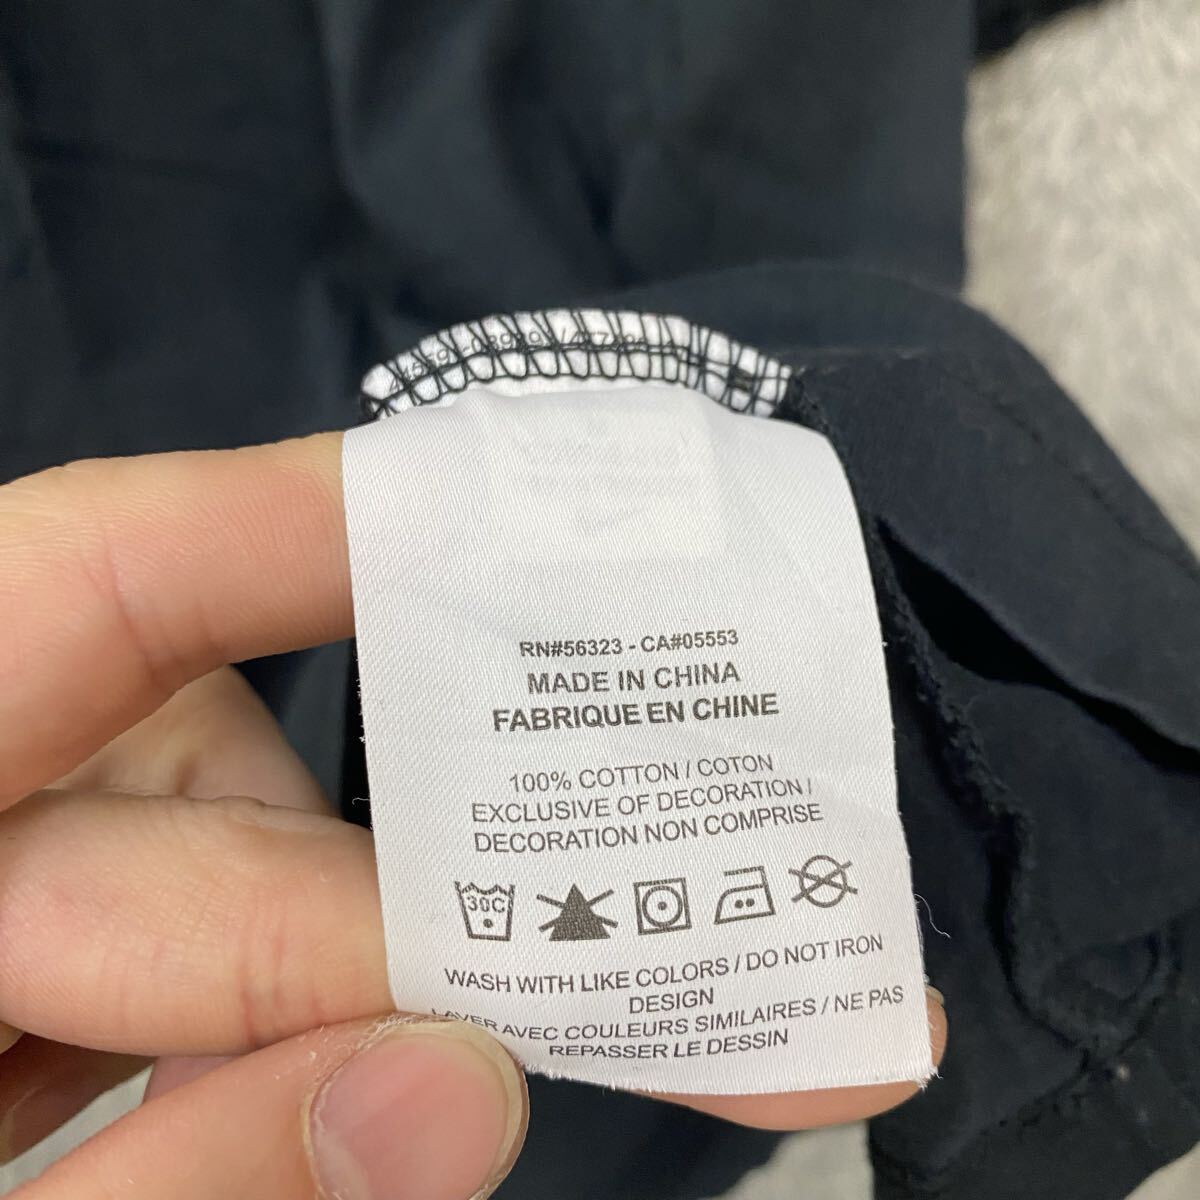 RN#56323 - CA#05553
MADE IN CHINA
FABRIQUE EN CHINE
100% COTTON / COTON
EXCLUSIVE OF DECORATION /
DECORATION NON COMPRISE
30C
WASH WITH LIKE COLORS / DO NOT IRON
DESIGN
LAVER AVEC COULEURS SIMILAIRES / NE PAS
REPASSER LE DESSIN